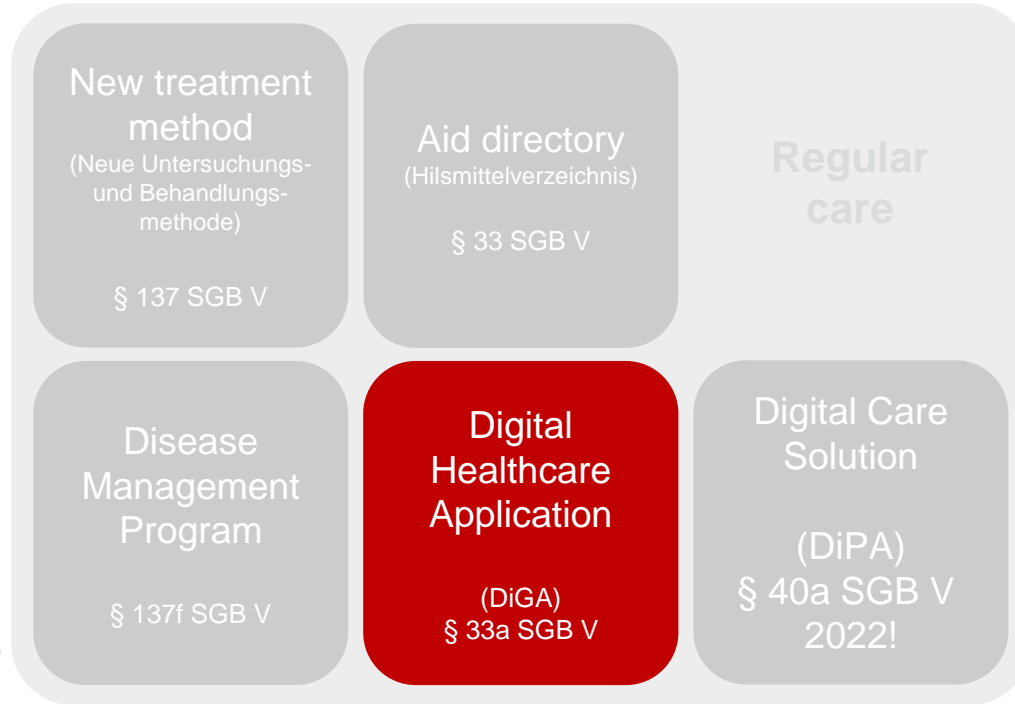 New treatment
method
(Neue Untersuchungs-
und Behandlungs-
methode)
§ 137 SGB V
Aid directory
(Hilsmittelverzeichnis)
§ 33 SGB V
Regular
care
Disease
Management
Program
§ 137f SGB V
Digital
Healthcare
Application
(DiGA)
§ 33a SGB V
Digital Care
Solution
(DiPA)
§ 40a SGB V
2022!